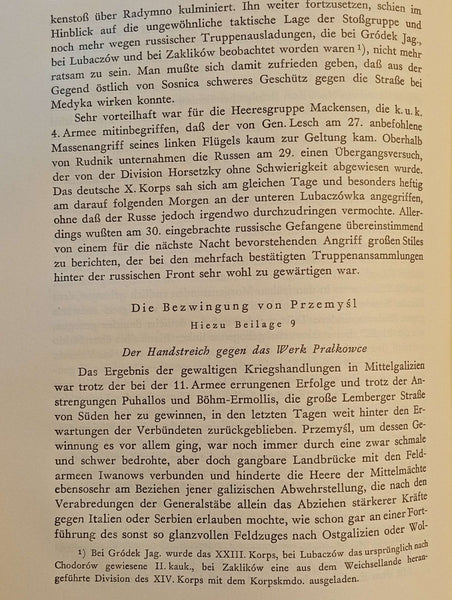 kenstoß über Radymno kulminiert. Ihn weiter fortzusetzen, schien im
Hinblick auf die ungewöhnliche taktische Lage der Stoßgruppe und
noch mehr wegen russischer Truppenausladungen, die bei Gródek Jag.,
bei Lubaczów und bei Zaklików beobachtet worden waren ¹), nicht mehr
ratsam zu sein. Man mußte sich damit zufrieden geben, daß aus der
Gegend östlich von Sosnica schweres Geschütz gegen die Straße bei
Medyka wirken konnte.
Sehr vorteilhaft war für die Heeresgruppe Mackensen, die k. u. k.
4. Armee mitinbegriffen, daß der von Gen. Lesch am 27. anbefohlene
Massenangriff seines linken Flügels kaum zur Geltung kam. Oberhalb
von Rudnik unternahmen die Russen am 29. einen Übergangsversuch,
der von der Division Horsetzky ohne Schwierigkeit abgewiesen wurde.
Das deutsche X. Korps sah sich am gleichen Tage und besonders heftig
am darauf folgenden Morgen an der unteren Lubaczówka angegriffen,
ohne daß der Russe jedoch irgendwo durchzudringen vermochte. Aller-
dings wußten am 30. eingebrachte russische Gefangene übereinstimmend
von einem für die nächste Nacht bevorstehenden Angriff großen Stiles
zu berichten, der bei den mehrfach bestätigten Truppenansammlungen
hinter der russischen Front sehr wohl zu gewärtigen war.
Die Bezwingung von Przemyśl
Hiezu Beilage 9
Der Handstreich gegen das Werk Pralkowce
Das Ergebnis der gewaltigen Kriegshandlungen in Mittelgalizien
war trotz der bei der 11. Armee errungenen Erfolge und trotz der An-
strengungen Puhallos und Böhm-Ermollis, die große Lemberger Straße
von Süden her zu gewinnen, in den letzten Tagen weit hinter den Er-
wartungen der Verbündeten zurückgeblieben. Przemyśl, um dessen Ge-
winnung es vor allem ging, war noch immer durch eine zwar schmale
und schwer bedrohte, aber doch gangbare Landbrücke mit den Feld-
armeen Iwanows verbunden und hinderte die Heere der Mittelmächte
ebensosehr am Beziehen jener galizischen Abwehrstellung, die nach den
Verabredungen der Generalstäbe allein das Abziehen stärkerer Kräfte
gegen Italien oder Serbien erlauben mochte, wie schon gar an einer Fort-
führung des sonst so glanzvollen Feldzuges nach Ostgalizien oder Wol-
¹) Bei Gródek Jag. wurde das XXIII. Korps, bei Lubaczów das ursprünglich nach
Chodorów gewiesene II. kauk., bei Zaklików eine aus dem Weichsellande heran-
geführte Division des XIV. Korps mit dem Korpskmdo. ausgeladen.